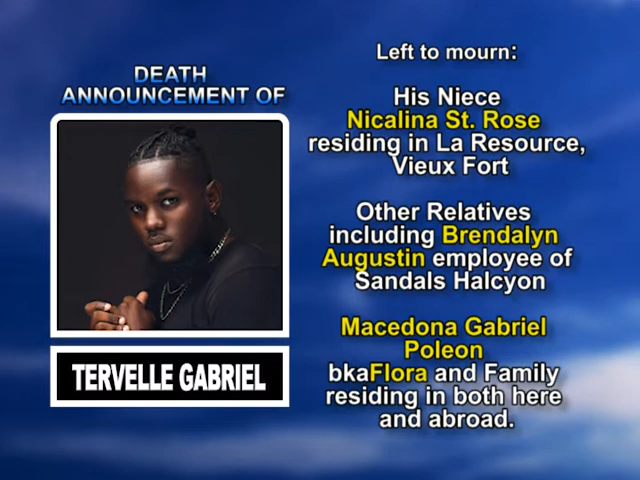 DEATH
ANNOUNCEMENT OF
TERVELLE GABRIEL
Left to mourn:
His Niece
Nicalina St. Rose
residing in La Resource,
Vieux Fort
Other Relatives
including Brendalyn
Augustin employee of
Sandals Halcyon
Macedona Gabriel
Poleon
bkaFlora and Family
residing in both here
and abroad.